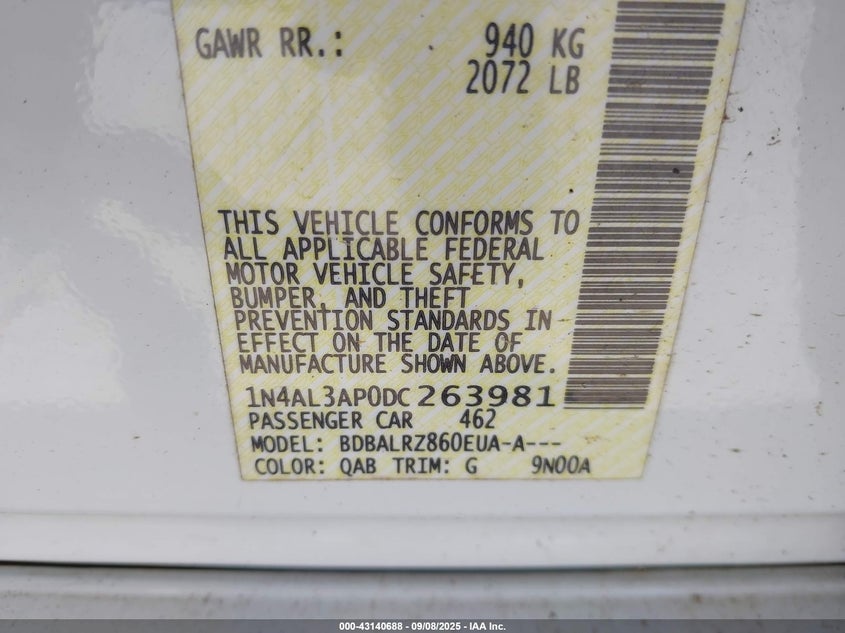 GAWR RR.: 940 KG
2072 LB
THIS VEHICLE CONFORMS TO
ALL APPLICABLE FEDERAL
MOTOR VEHICLE SAFETY,
BUMPER, AND THEFT
PREVENTION STANDARDS IN
EFFECT ON THE DATE OF
MANUFACTURE SHOWN ABOVE.
1N4AL3AP0DC263981
PASSENGER CAR 462
MODEL: BDBALRZ860EUA-A---
COLOR: QAB TRIM: G 9N00A
000-43140688 - 09/08/2025 - IAA Inc.